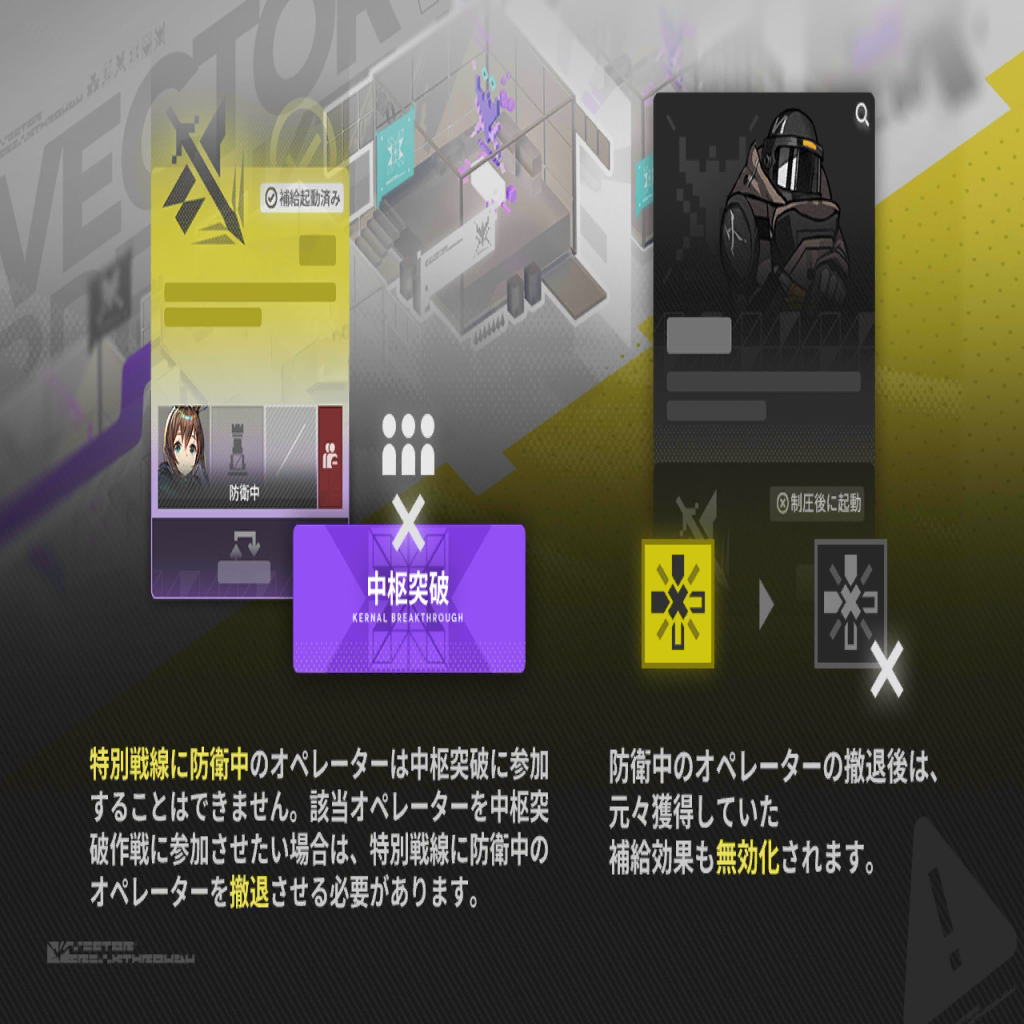 VECTOR
補給起動済み
防衛中
中枢突破
KERNAL BREAKTHROUGH
制圧後に起動
特別戦線に防衛中のオペレーターは中枢突破に参加
することはできません。該当オペレーターを中枢突
破作戦に参加させたい場合は、特別戦線に防衛中の
オペレーターを撤退させる必要があります。
防衛中のオペレーターの撤退後は、
元々獲得していた
補給効果も無効化されます。
VECTOR
BREAKTHROUGH